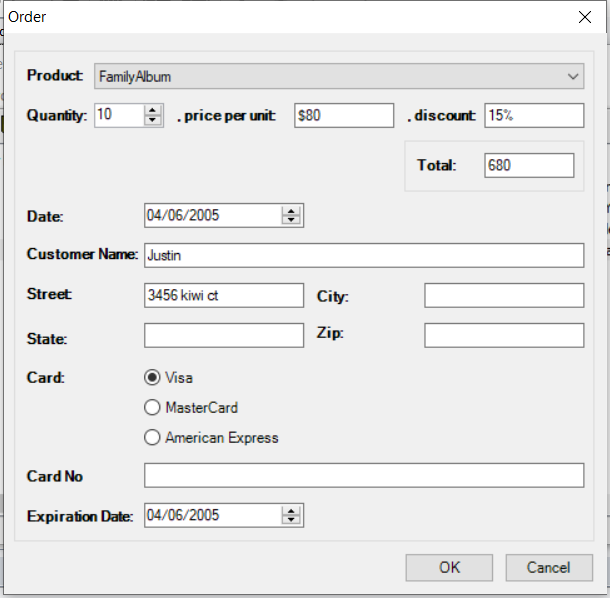 Order
Product: FamilyAlbum
Quantity: 10 . price per unit: $80 . discount: 15%
Total: 680
Date: 04/06/2005
Customer Name: Justin
Street: 3456 kiwi ct City:
State: Zip:
Card: Visa
MasterCard
American Express
Card No
Expiration Date: 04/06/2005
OK Cancel